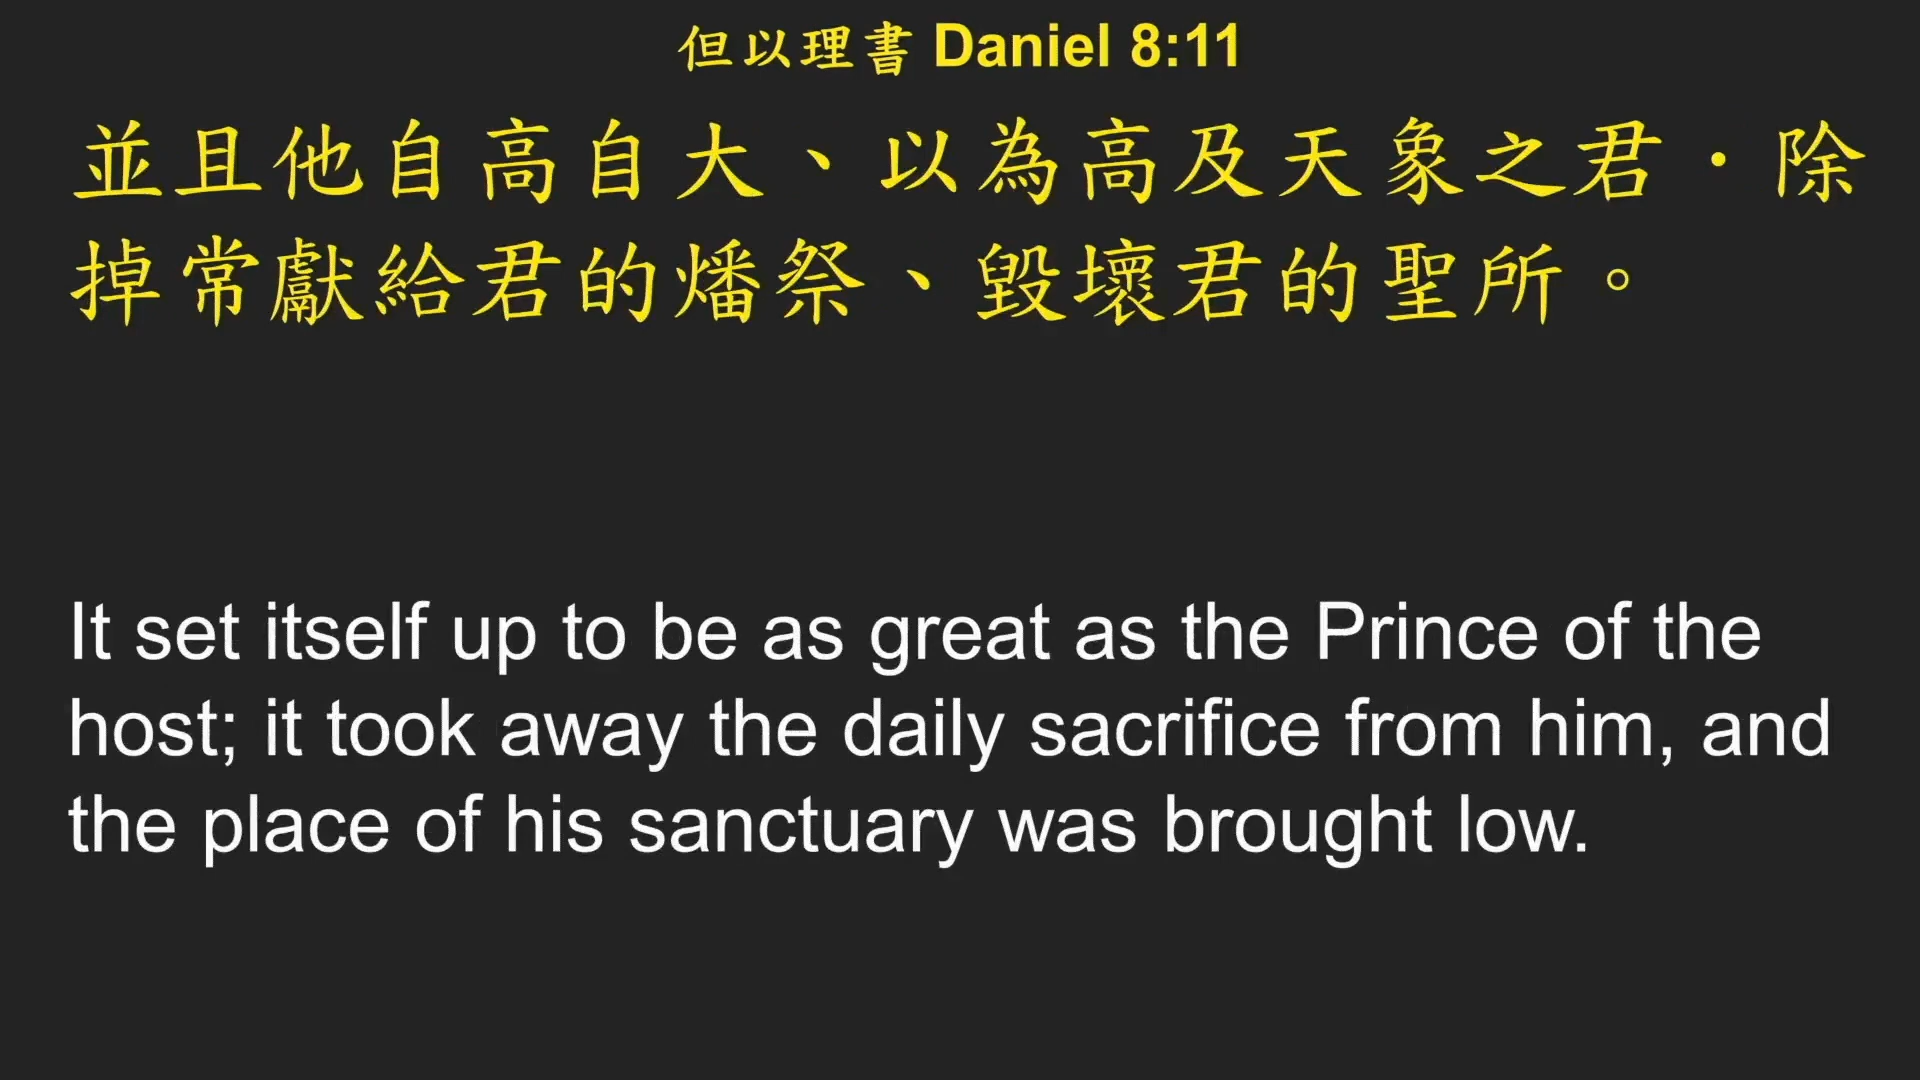 但以理書 Daniel 8:11
並且他自高自大、以為高及天象之君．除
掉常獻給君的燔祭、毀壞君的聖所。
It set itself up to be as great as the Prince of the
host; it took away the daily sacrifice from him, and
the place of his sanctuary was brought low.